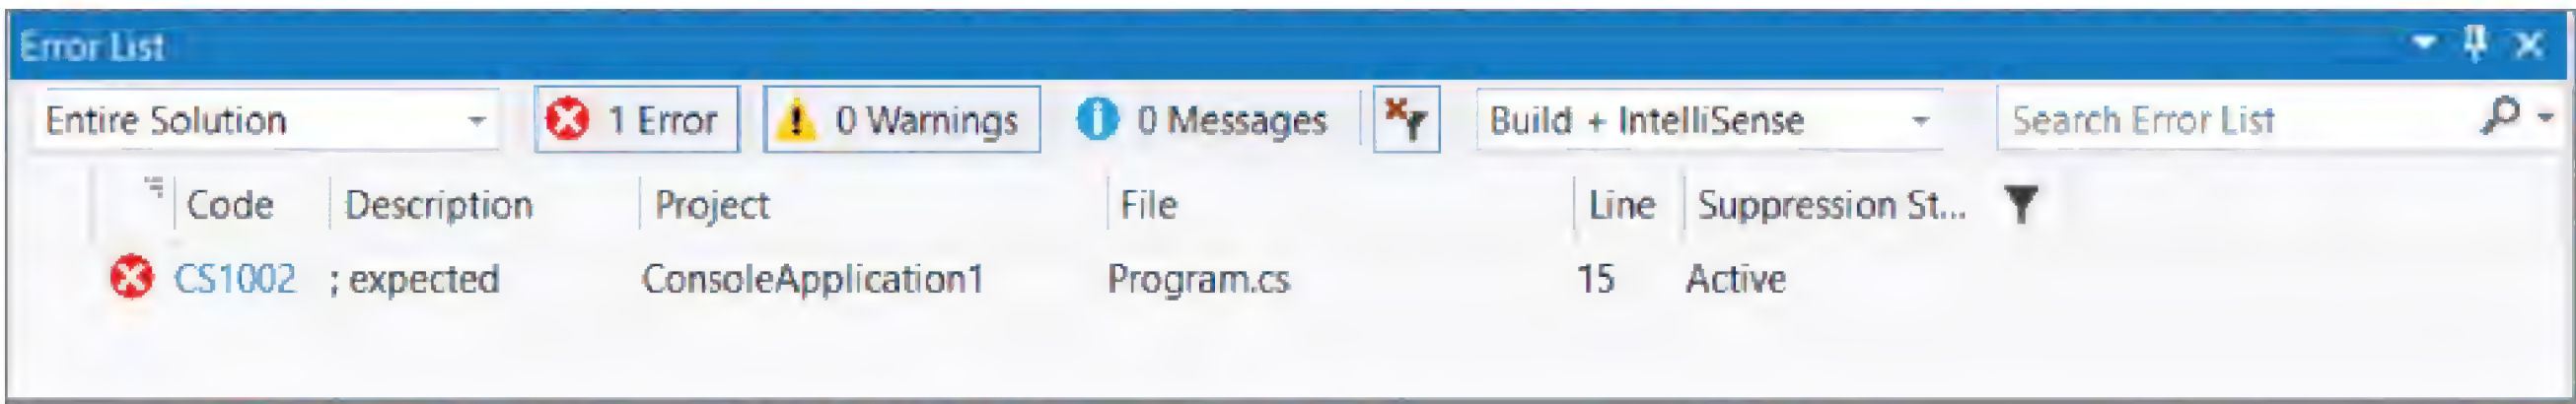 Error List
Entire Solution 1 Error 0 Warnings 0 Messages Build + IntelliSense Search Error List
Code Description Project File Line Suppression St...
CS1002 ; expected ConsoleApplication1 Program.cs 15 Active